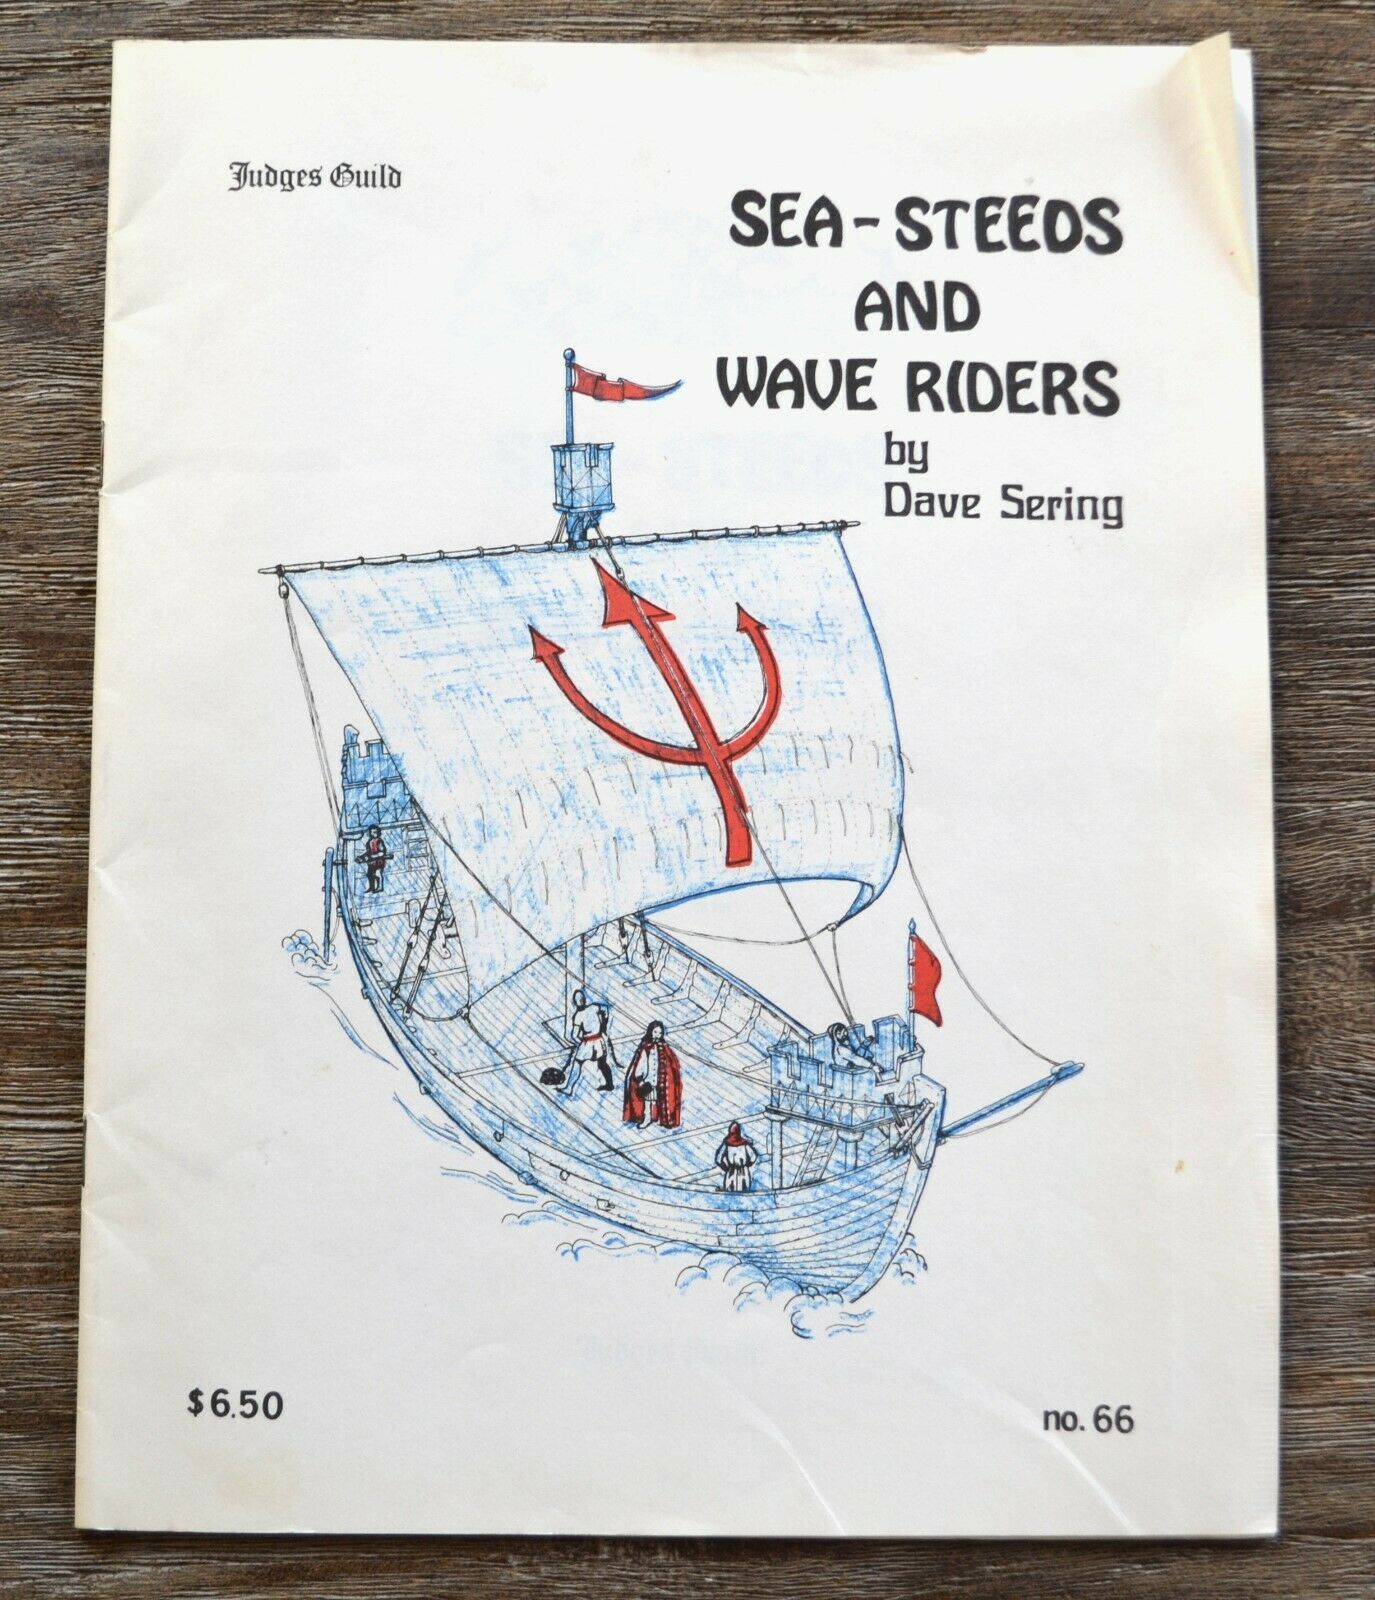 Judges Guild
SEA-STEEDS
AND
WAVE RIDERS
by
Dave Sering
$6.50
no. 66